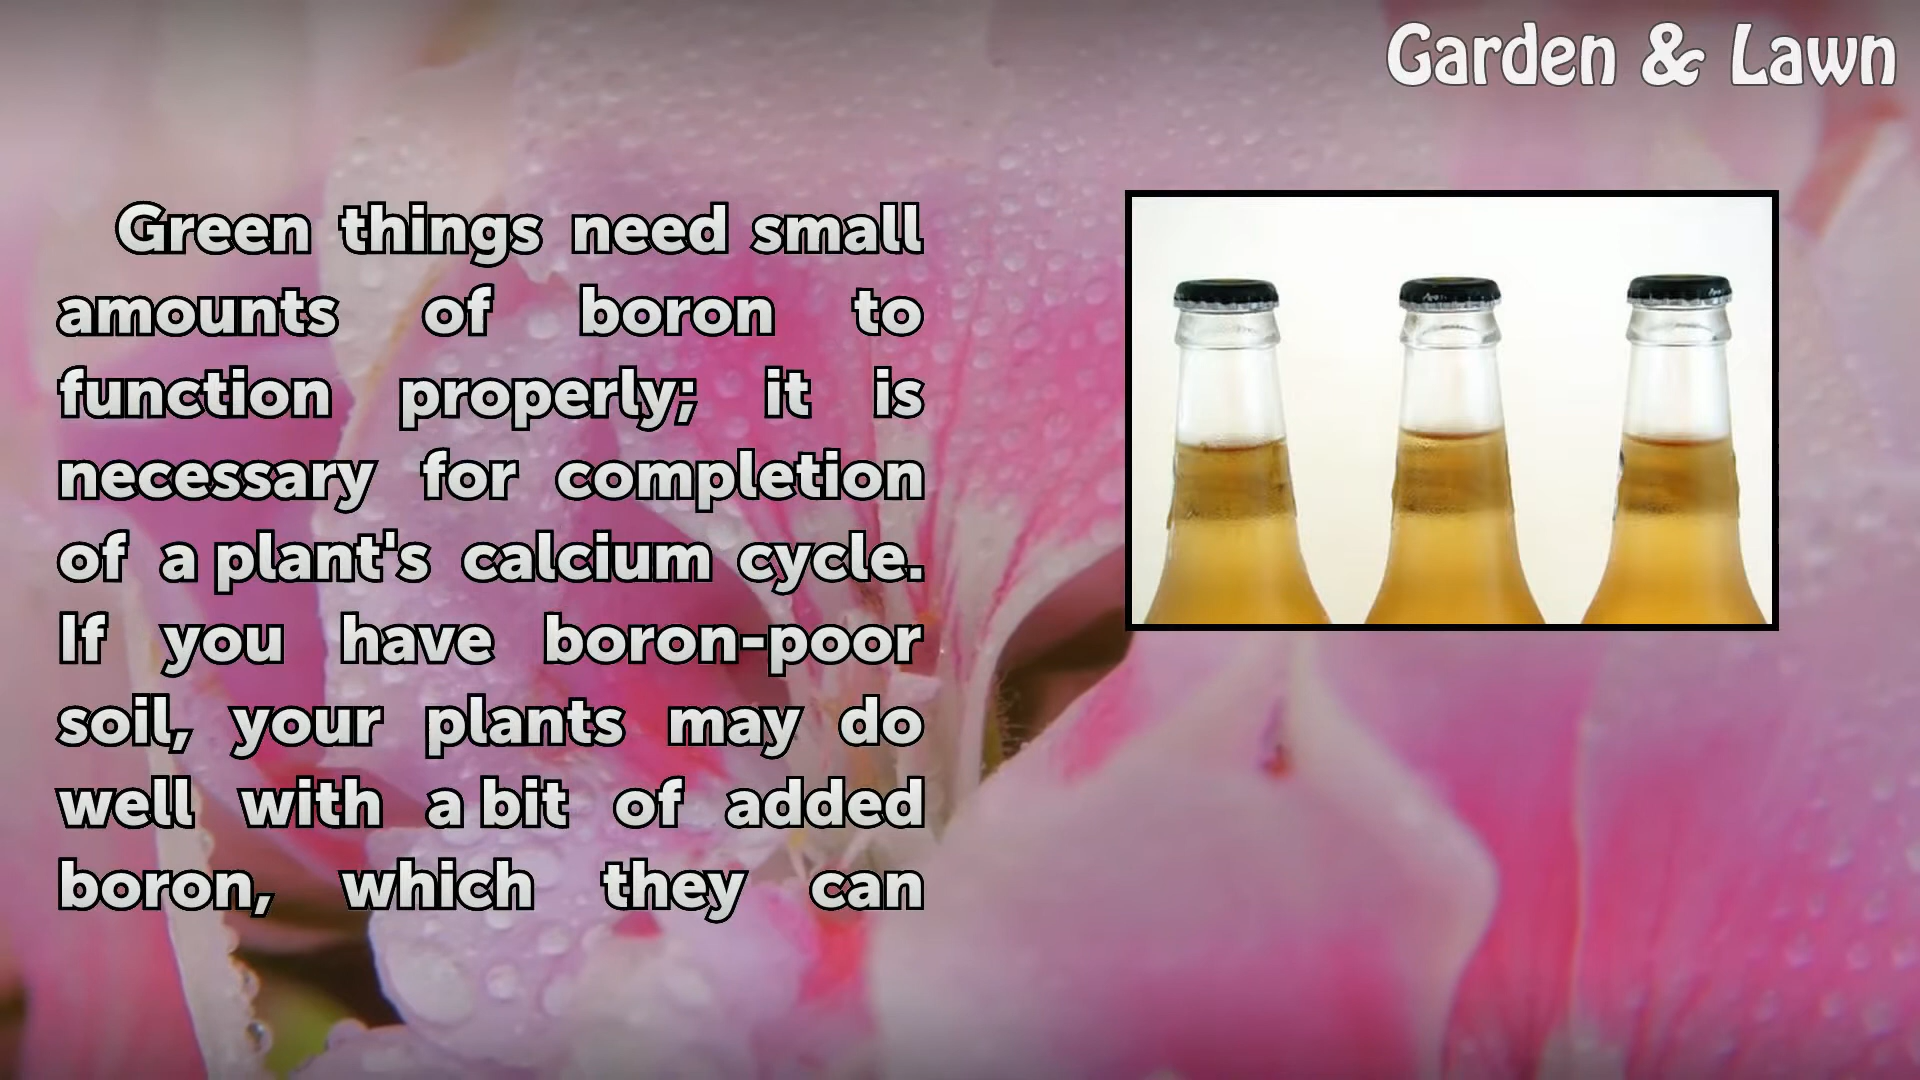 Garden & Lawn
Green things need small
amounts of boron to
function properly; it is
necessary for completion
of a plant's calcium cycle.
If you have boron-poor
soil, your plants may do
well with a bit of added
boron, which they can